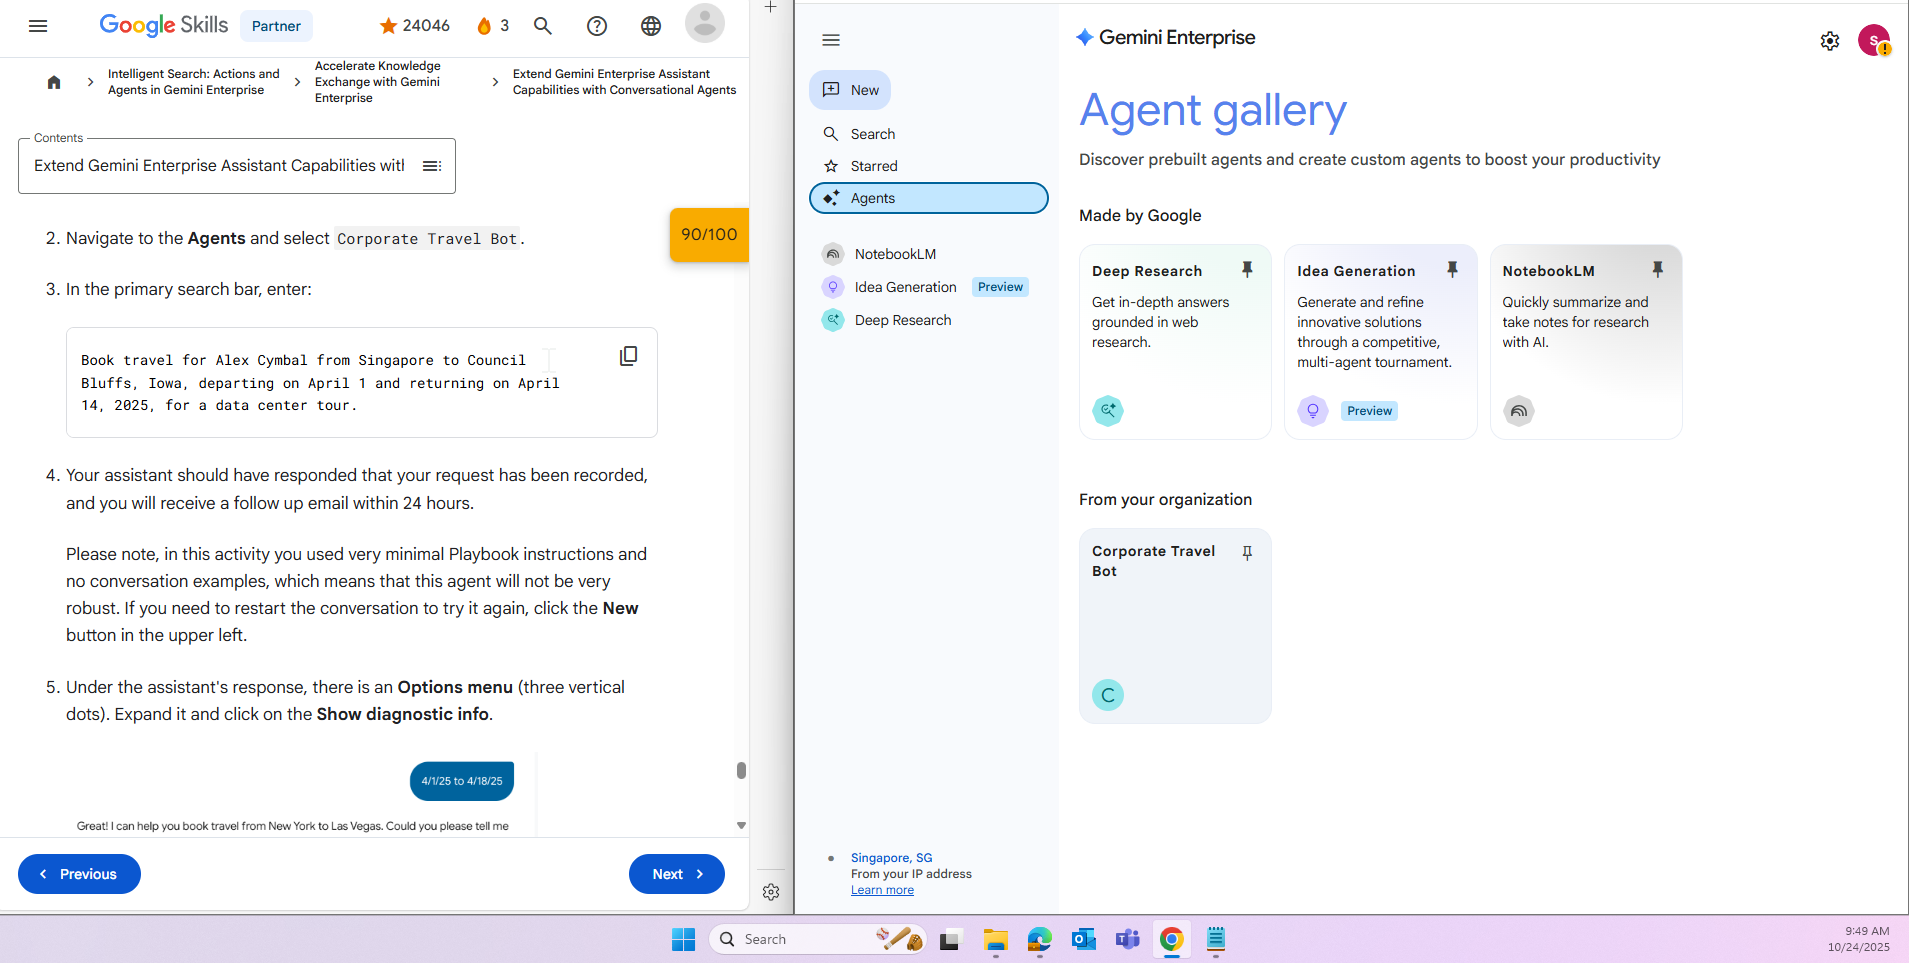 Google Skills
Partner
24046
3
Intelligent Search: Actions and
Agents in Gemini Enterprise
Accelerate Knowledge
Exchange with Gemini
Enterprise
Extend Gemini Enterprise Assistant
Capabilities with Conversational Agents
Contents
Extend Gemini Enterprise Assistant Capabilities with
90/100
2. Navigate to the Agents and select Corporate Travel Bot.
3. In the primary search bar, enter:
Book travel for Alex Cymbal from Singapore to Council
Bluffs, Iowa, departing on April 1 and returning on April
14, 2025, for a data center tour.
4. Your assistant should have responded that your request has been recorded,
and you will receive a follow up email within 24 hours.
Please note, in this activity you used very minimal Playbook instructions and
no conversation examples, which means that this agent will not be very
robust. If you need to restart the conversation to try it again, click the New
button in the upper left.
5. Under the assistant's response, there is an Options menu (three vertical
dots). Expand it and click on the Show diagnostic info.
4/1/25 to 4/18/25
Great! I can help you book travel from New York to Las Vegas. Could you please tell me
Previous
Next
Gemini Enterprise
S
New
Search
Starred
Agents
NotebookLM
Idea Generation Preview
Deep Research
Singapore, SG
From your IP address
Learn more
Agent gallery
Discover prebuilt agents and create custom agents to boost your productivity
Made by Google
Deep Research
Get in-depth answers
grounded in web
research.
Idea Generation
Generate and refine
innovative solutions
through a competitive,
multi-agent tournament.
Preview
NotebookLM
Quickly summarize and
take notes for research
with AI.
From your organization
Corporate Travel
Bot
C
Search
9:49 AM
10/24/2025